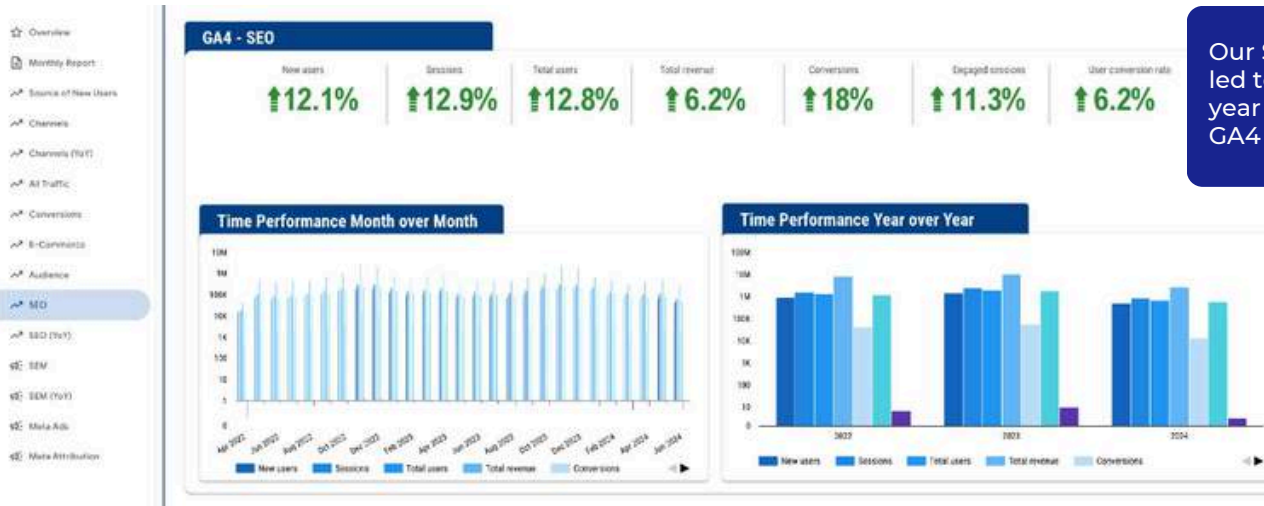 Overview
Monthly Report
Source of New Users
Channels
Channels (YoY)
All Traffic
Conversions
E-Commerce
Audience
SEO
SEO (YoY)
SEM
SEM (YoY)
Meta Ads
Meta Attribution
GA4 - SEO
New users
Sessions
Total users
Total revenue
Conversions
Engaged sessions
User conversion rate
12.1%
12.9%
12.8%
6.2%
18%
11.3%
6.2%
Our
led
year
GA4
Time Performance Month over Month
10M
1M
100K
10K
1K
100
10
1
0
Apr 2022
Jun 2022
Aug 2022
Oct 2022
Dec 2022
Feb 2023
Apr 2023
Jun 2023
Aug 2023
Oct 2023
Dec 2023
Feb 2024
Apr 2024
Jun 2024
New users Sessions Total users Total revenue Conversions
Time Performance Year over Year
100M
10M
1M
100K
10K
1K
100
10
0
2022
2023
2024
New users Sessions Total users Total revenue Conversions